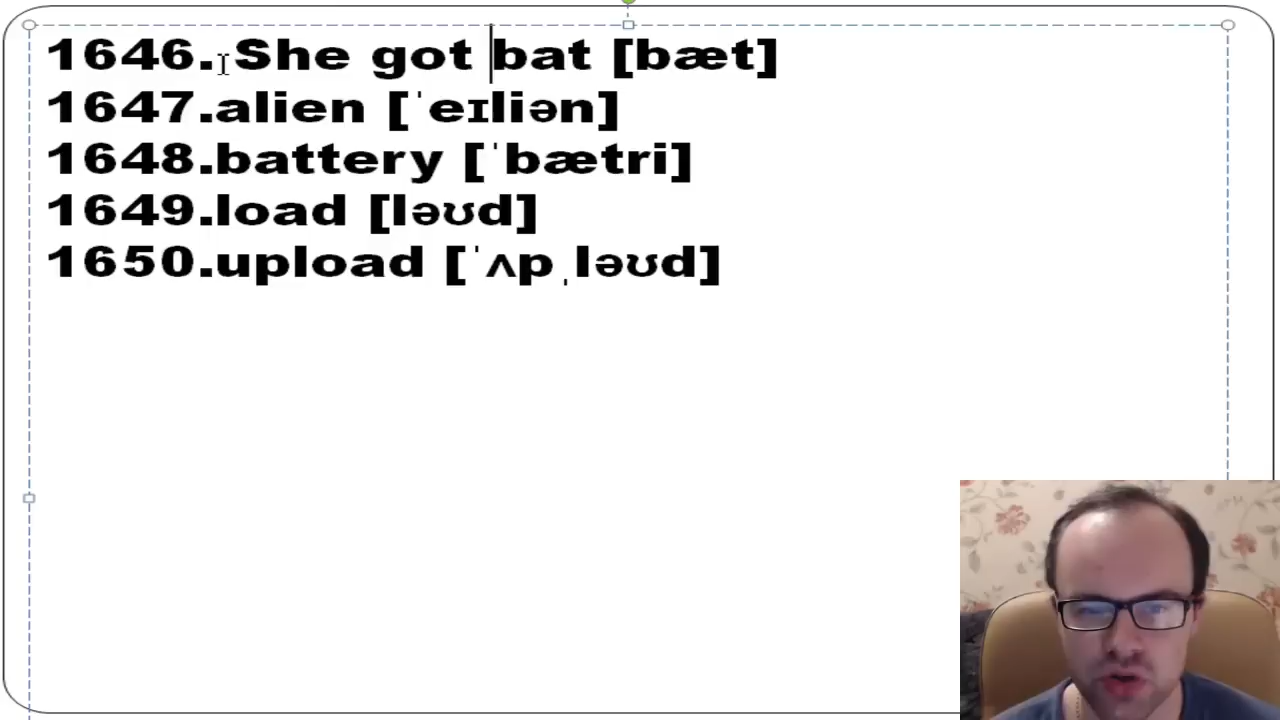 1646. She got bat [bæt]
1647.alien [ˈeɪliən]
1648.battery [ˈbætri]
1649.load [ləʊd]
1650.upload [ˈʌpˌləʊd]